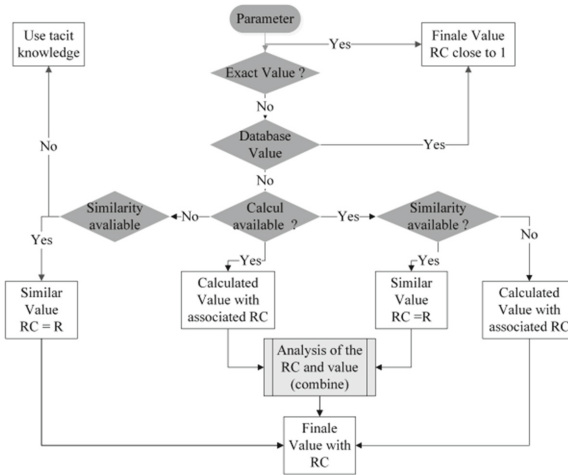 Parameter
Use tacit
knowledge
Yes
Finale Value
RC close to 1
Exact Value ?
No
Database
Value
Yes
No
No
Similarity
avaliable
No
Calcul
available ?
Yes
Similarity
available ?
Yes
Yes
Yes
No
Similar
Value
RC = R
Calculated
Value with
associated RC
Similar
Value
RC =R
Calculated
Value with
associated RC
Analysis of the
RC and value
(combine)
Finale
Value with
RC